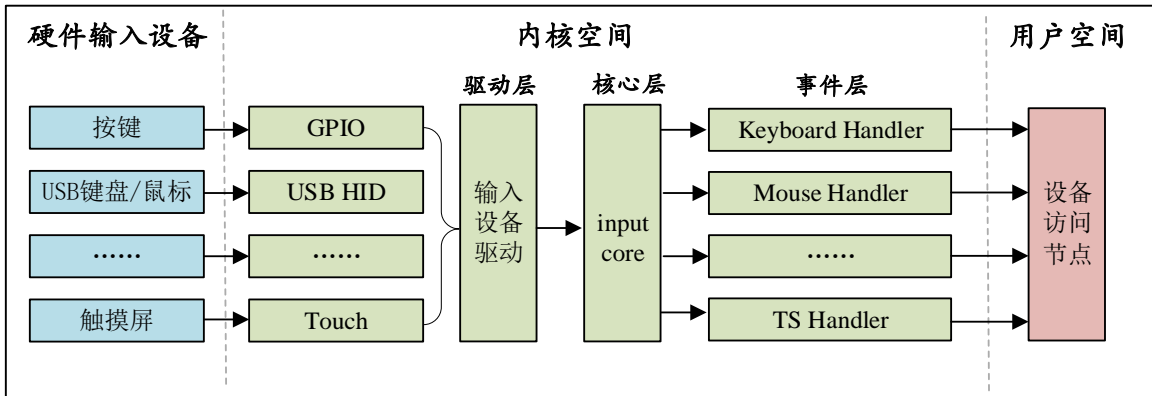 硬件输入设备
内核空间
用户空间
驱动层
核心层
事件层
按键
GPIO
Keyboard Handler
USB键盘/鼠标
USB HID
Mouse Handler
……
……
……
触摸屏
Touch
TS Handler
输入
设备
驱动
input
core
设备
访问
节点